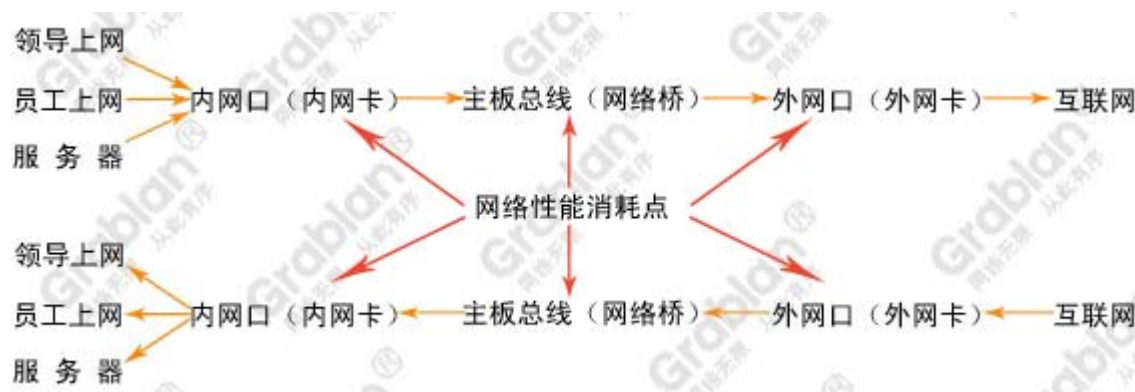 领导上网
员工上网 内网口（内网卡） 主板总线（网络桥） 外网口（外网卡） 互联网
服 务 器
网络性能消耗点
领导上网
员工上网 内网口（内网卡） 主板总线（网络桥） 外网口（外网卡） 互联网
服 务 器
Grablan